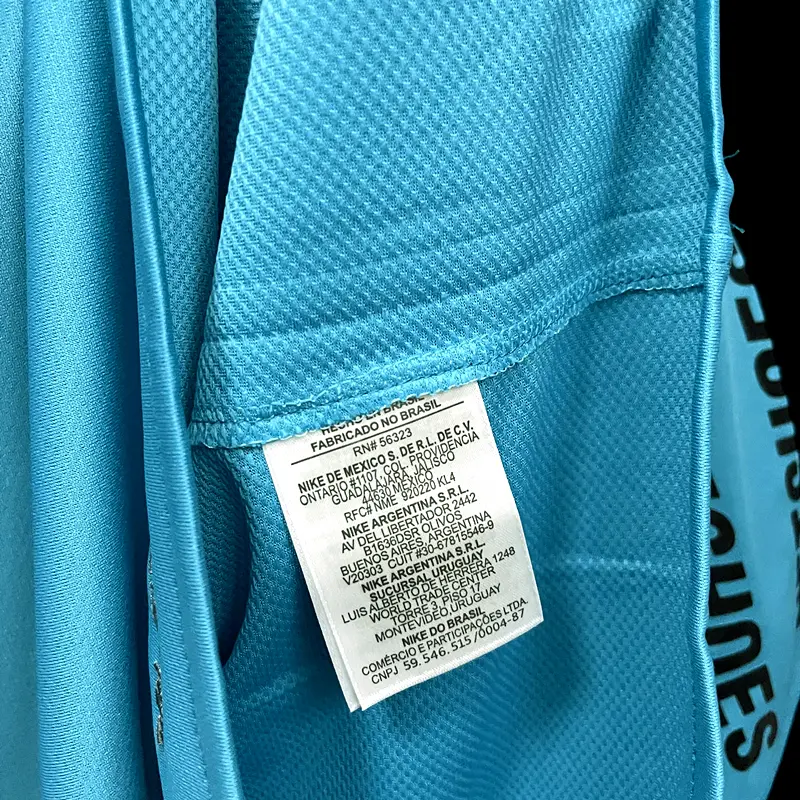 HECHO EN BRASIL
FABRICADO NO BRASIL
RN# 56323
NIKE DE MEXICO S. DE R.L. DE C.V.
ONTARIO #1107, COL. PROVIDENCIA
GUADALAJARA, JALISCO
44630 MEXICO
RFC# NME 920220 KL4
NIKE ARGENTINA S.R.L.
AV DEL LIBERTADOR 2442
B1636DSR OLIVOS
BUENOS AIRES, ARGENTINA
V20303 CUIT #30-67815546-9
NIKE ARGENTINA S.R.L.
SUCURSAL URUGUAY
LUIS ALBERTO DE HERRERA 1248
WORLD TRADE CENTER
TORRE 3, PISO 17
MONTEVIDEO URUGUAY
NIKE DO BRASIL
COMÉRCIO E PARTICIPAÇÕES LTDA.
CNPJ 59.546.515/0004-87